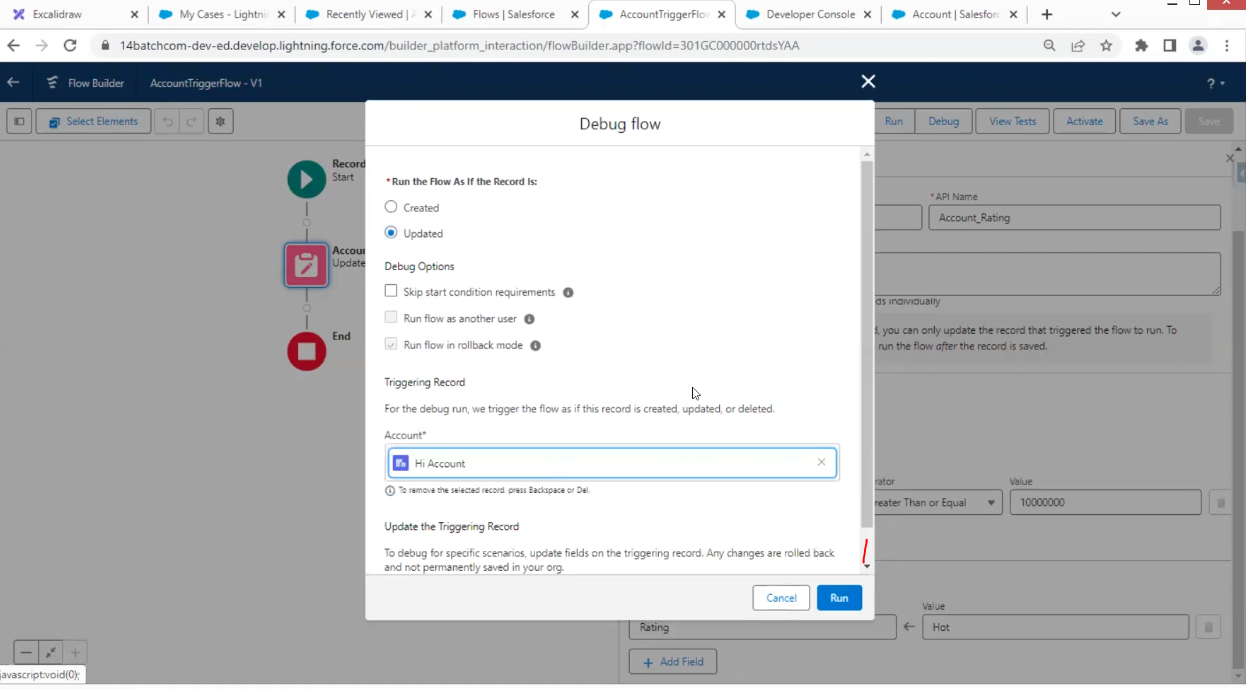 Excalidraw
My Cases - Lightni
Recently Viewed | A
Flows | Salesforce
AccountTriggerFlow
Developer Console
Account | Salesforc
14batchcom-dev-ed.develop.lightning.force.com/builder_platform_interaction/flowBuilder.app?flowId=301GC000000rtdsYAA
Flow Builder
AccountTriggerFlow - V1
?
Select Elements
Run
Debug
View Tests
Activate
Save As
Save
Debug flow
Record
Start
Accour
Update
End
*Run the Flow As If the Record Is:
Created
Updated
Debug Options
Skip start condition requirements
Run flow as another user
Run flow in rollback mode
Triggering Record
For the debug run, we trigger the flow as if this record is created, updated, or deleted.
Account*
Hi Account
To remove the selected record. press Backspace or Del.
Update the Triggering Record
To debug for specific scenarios, update fields on the triggering record. Any changes are rolled back
and not permanently saved in your org.
Cancel
Run
*API Name
Account_Rating
ds individually
d, you can only update the record that triggered the flow to run. To
run the flow after the record is saved.
rator
Value
reater Than or Equal
10000000
Value
Rating
Hot
+ Add Field
javascript:void(0);